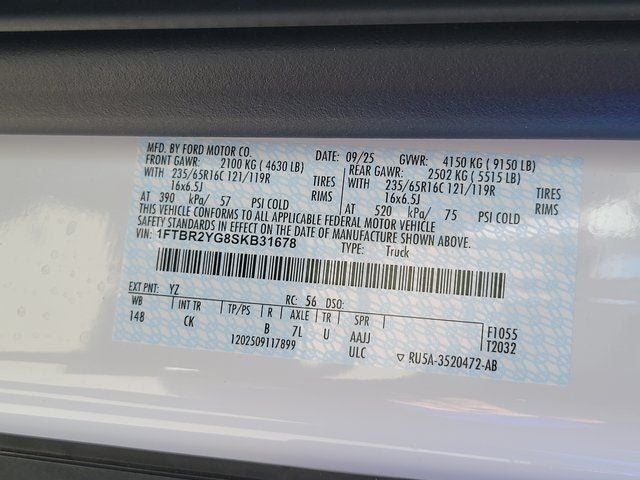 MFD. BY FORD MOTOR CO. DATE: 09/25 GVWR: 4150 KG ( 9150 LB)
FRONT GAWR: 2100 KG ( 4630 LB) REAR GAWR: 2502 KG ( 5515 LB)
WITH 235/65R16C 121/119R TIRES WITH 235/65R16C 121/119R TIRES
16x6.5J RIMS 16x6.5J RIMS
AT 390 kPa/ 57 PSI COLD AT 520 kPa/ 75 PSI COLD
THIS VEHICLE CONFORMS TO ALL APPLICABLE FEDERAL MOTOR VEHICLE
SAFETY STANDARDS IN EFFECT ON THE DATE OF MANUFACTURE SHOWN ABOVE.
VIN: 1FTBR2YG8SKB31678 TYPE: Truck
EXT PNT: YZ RC: 56 DSO:
WB INT TR TP/PS R AXLE TR SPR F1055
148 CK B 7L U AAJJ T2032
1202509117899 ULC ▽ RU5A-3520472-AB